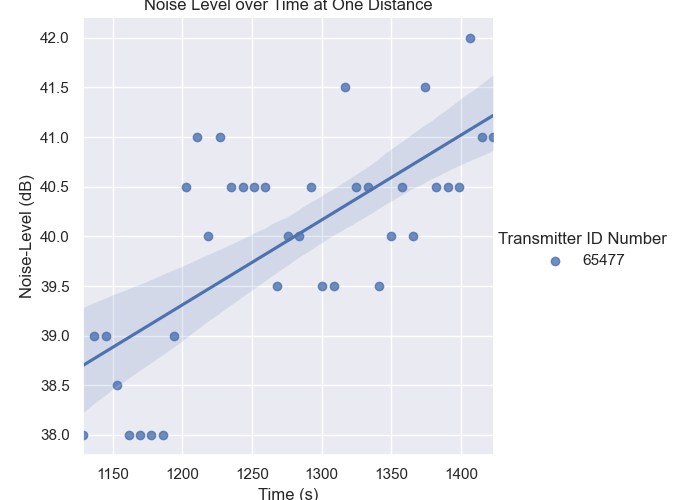 Noise Level over Time at One Distance
Noise-Level (dB)
42.0
41.5
41.0
40.5
40.0
39.5
39.0
38.5
38.0
1150 1200 1250 1300 1350 1400
Time (s)
Transmitter ID Number
65477